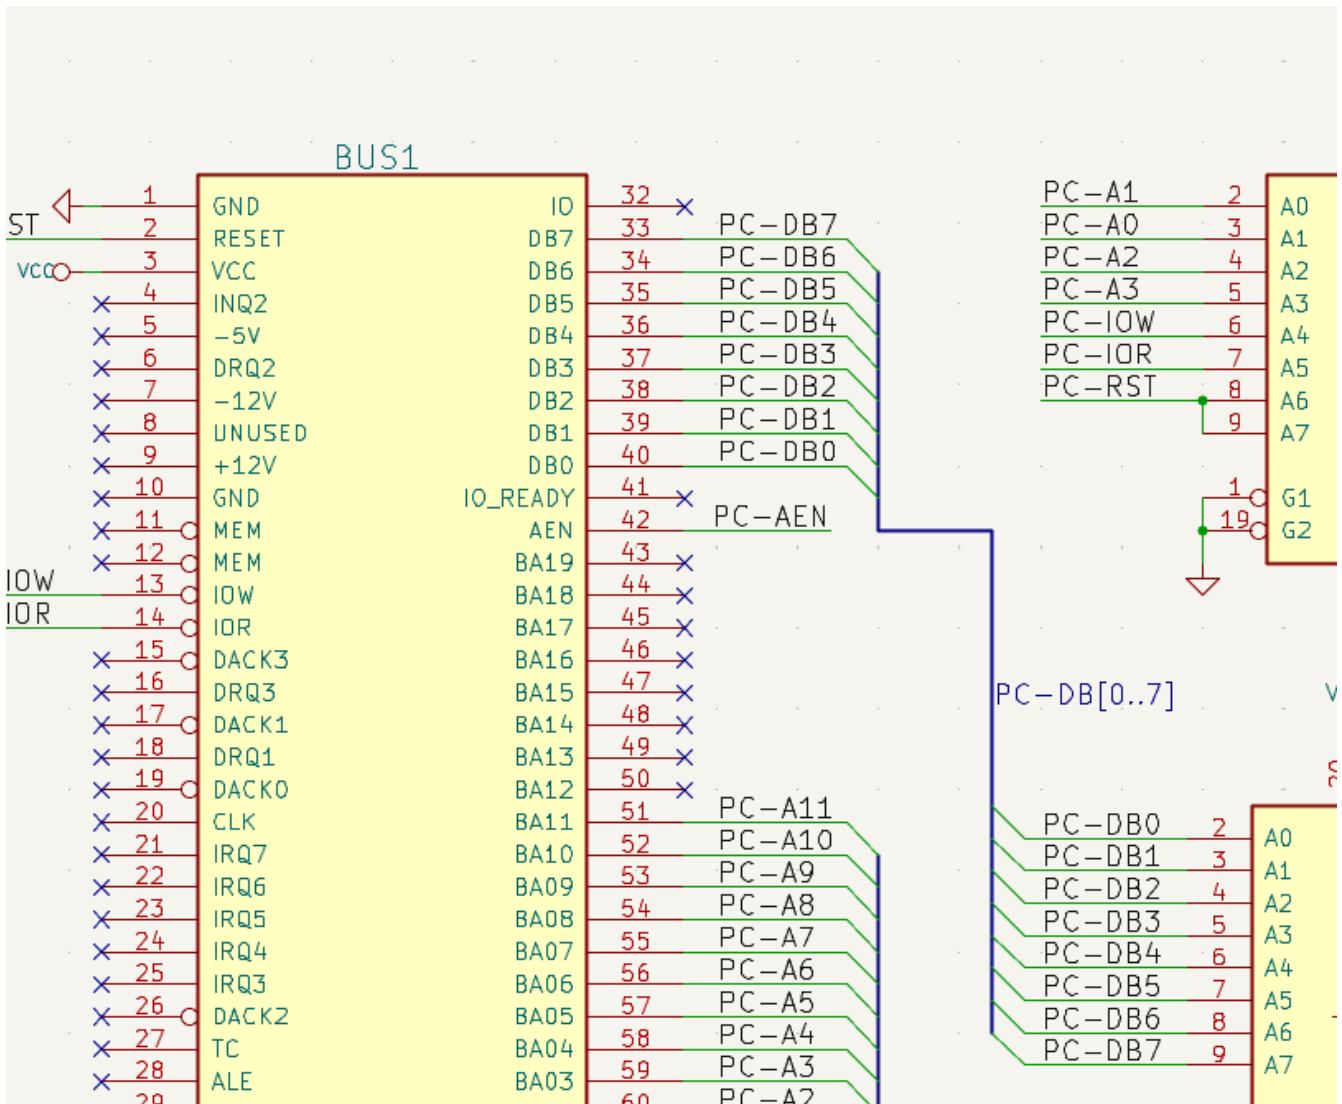 BUS1
1 GND IO 32
ST 2 RESET DB7 33 PC-DB7
VCC 3 VCC DB6 34 PC-DB6
4 INQ2 DB5 35 PC-DB5
5 -5V DB4 36 PC-DB4
6 DRQ2 DB3 37 PC-DB3
7 -12V DB2 38 PC-DB2
8 UNUSED DB1 39 PC-DB1
9 +12V DB0 40 PC-DB0
10 GND IO_READY 41
11 MEM AEN 42 PC-AEN
12 MEM BA19 43
IOW 13 IOW BA18 44
IOR 14 IOR BA17 45
15 DACK3 BA16 46
16 DRQ3 BA15 47
17 DACK1 BA14 48
18 DRQ1 BA13 49
19 DACK0 BA12 50
20 CLK BA11 51 PC-A11
21 IRQ7 BA10 52 PC-A10
22 IRQ6 BA09 53 PC-A9
23 IRQ5 BA08 54 PC-A8
24 IRQ4 BA07 55 PC-A7
25 IRQ3 BA06 56 PC-A6
26 DACK2 BA05 57 PC-A5
27 TC BA04 58 PC-A4
28 ALE BA03 59 PC-A3
29 60 PC-A2
PC-A1 2 A0
PC-A0 3 A1
PC-A2 4 A2
PC-A3 5 A3
PC-IOW 6 A4
PC-IOR 7 A5
PC-RST 8 A6
9 A7
1 G1
19 G2
PC-DB[0..7]
V
20
PC-DB0 2 A0
PC-DB1 3 A1
PC-DB2 4 A2
PC-DB3 5 A3
PC-DB4 6 A4
PC-DB5 7 A5
PC-DB6 8 A6
PC-DB7 9 A7